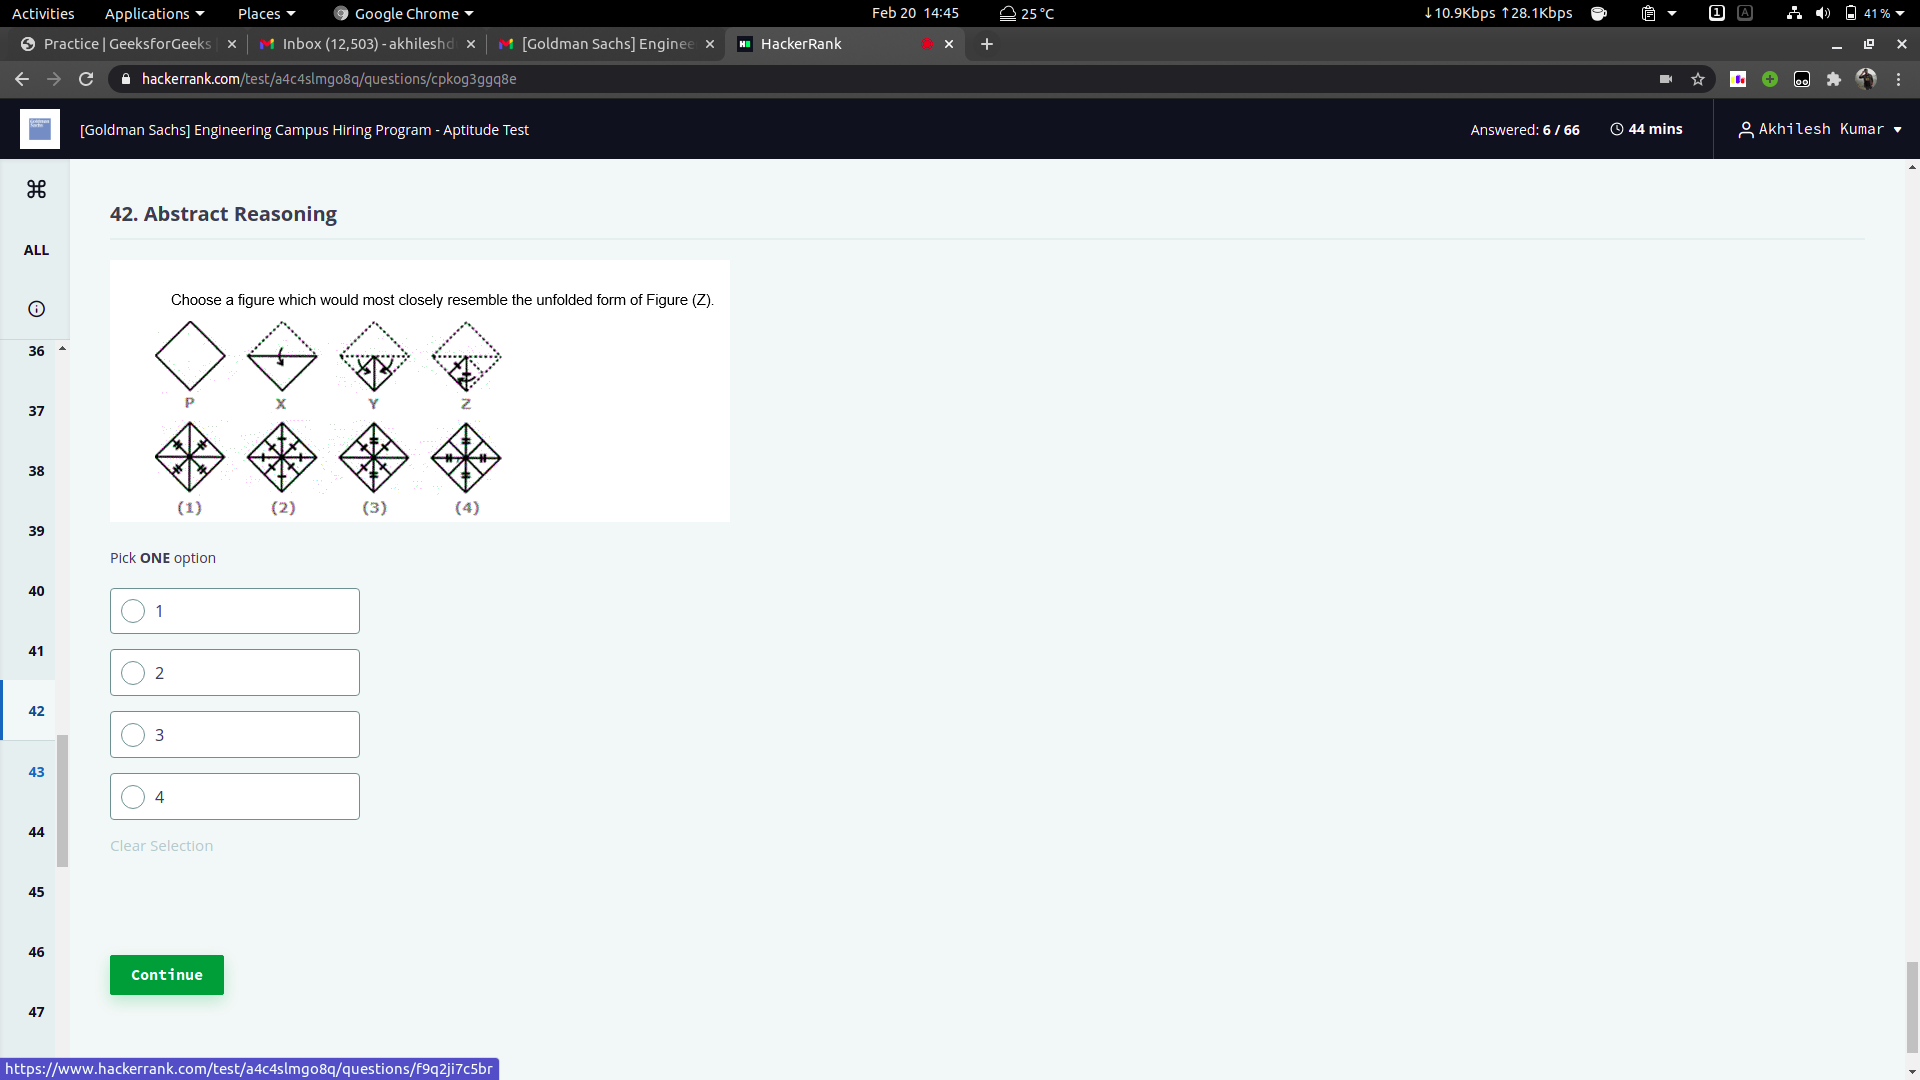 Activities Applications Places Google Chrome Feb 20 14:45 25 °C ↓10.9Kbps ↑28.1Kbps 1 A 41 %
Practice | GeeksforGeeks Inbox (12,503) - akhileshd [Goldman Sachs] Enginee HackerRank
hackerrank.com/test/a4c4slmgo8q/questions/cpkog3ggq8e
[Goldman Sachs] Engineering Campus Hiring Program - Aptitude Test Answered: 6 / 66 44 mins Akhilesh Kumar
42. Abstract Reasoning
ALL
Choose a figure which would most closely resemble the unfolded form of Figure (Z).
P X Y Z
(1) (2) (3) (4)
Pick ONE option
1
2
3
4
Clear Selection
Continue
36
37
38
39
40
41
42
43
44
45
46
47
https://www.hackerrank.com/test/a4c4slmgo8q/questions/f9q2ji7c5br